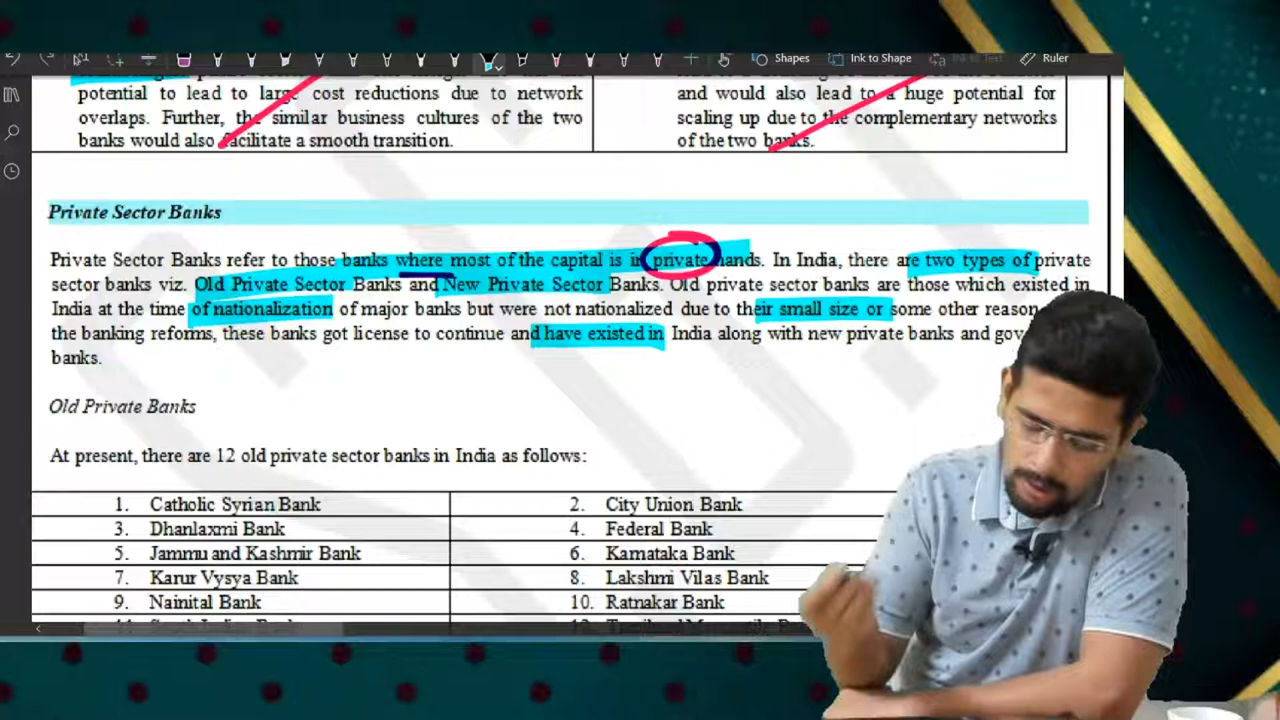 Shapes
Ink to Shape
Ink to Text
Ruler
potential to lead to large cost reductions due to network
overlaps. Further, the similar business cultures of the two
banks would also facilitate a smooth transition.
and would also lead to a huge potential for
scaling up due to the complementary networks
of the two banks.
Private Sector Banks
Private Sector Banks refer to those banks where most of the capital is in private hands. In India, there are two types of private
sector banks viz. Old Private Sector Banks and New Private Sector Banks. Old private sector banks are those which existed in
India at the time of nationalization of major banks but were not nationalized due to their small size or some other reason
the banking reforms, these banks got license to continue and have existed in India along with new private banks and
banks.
Old Private Banks
At present, there are 12 old private sector banks in India as follows:
1. Catholic Syrian Bank
2. City Union Bank
3. Dhanlaxmi Bank
4. Federal Bank
5. Jammu and Kashmir Bank
6. Karnataka Bank
7. Karur Vysya Bank
8. Lakshmi Vilas Bank
9. Nainital Bank
10. Ratnakar Bank